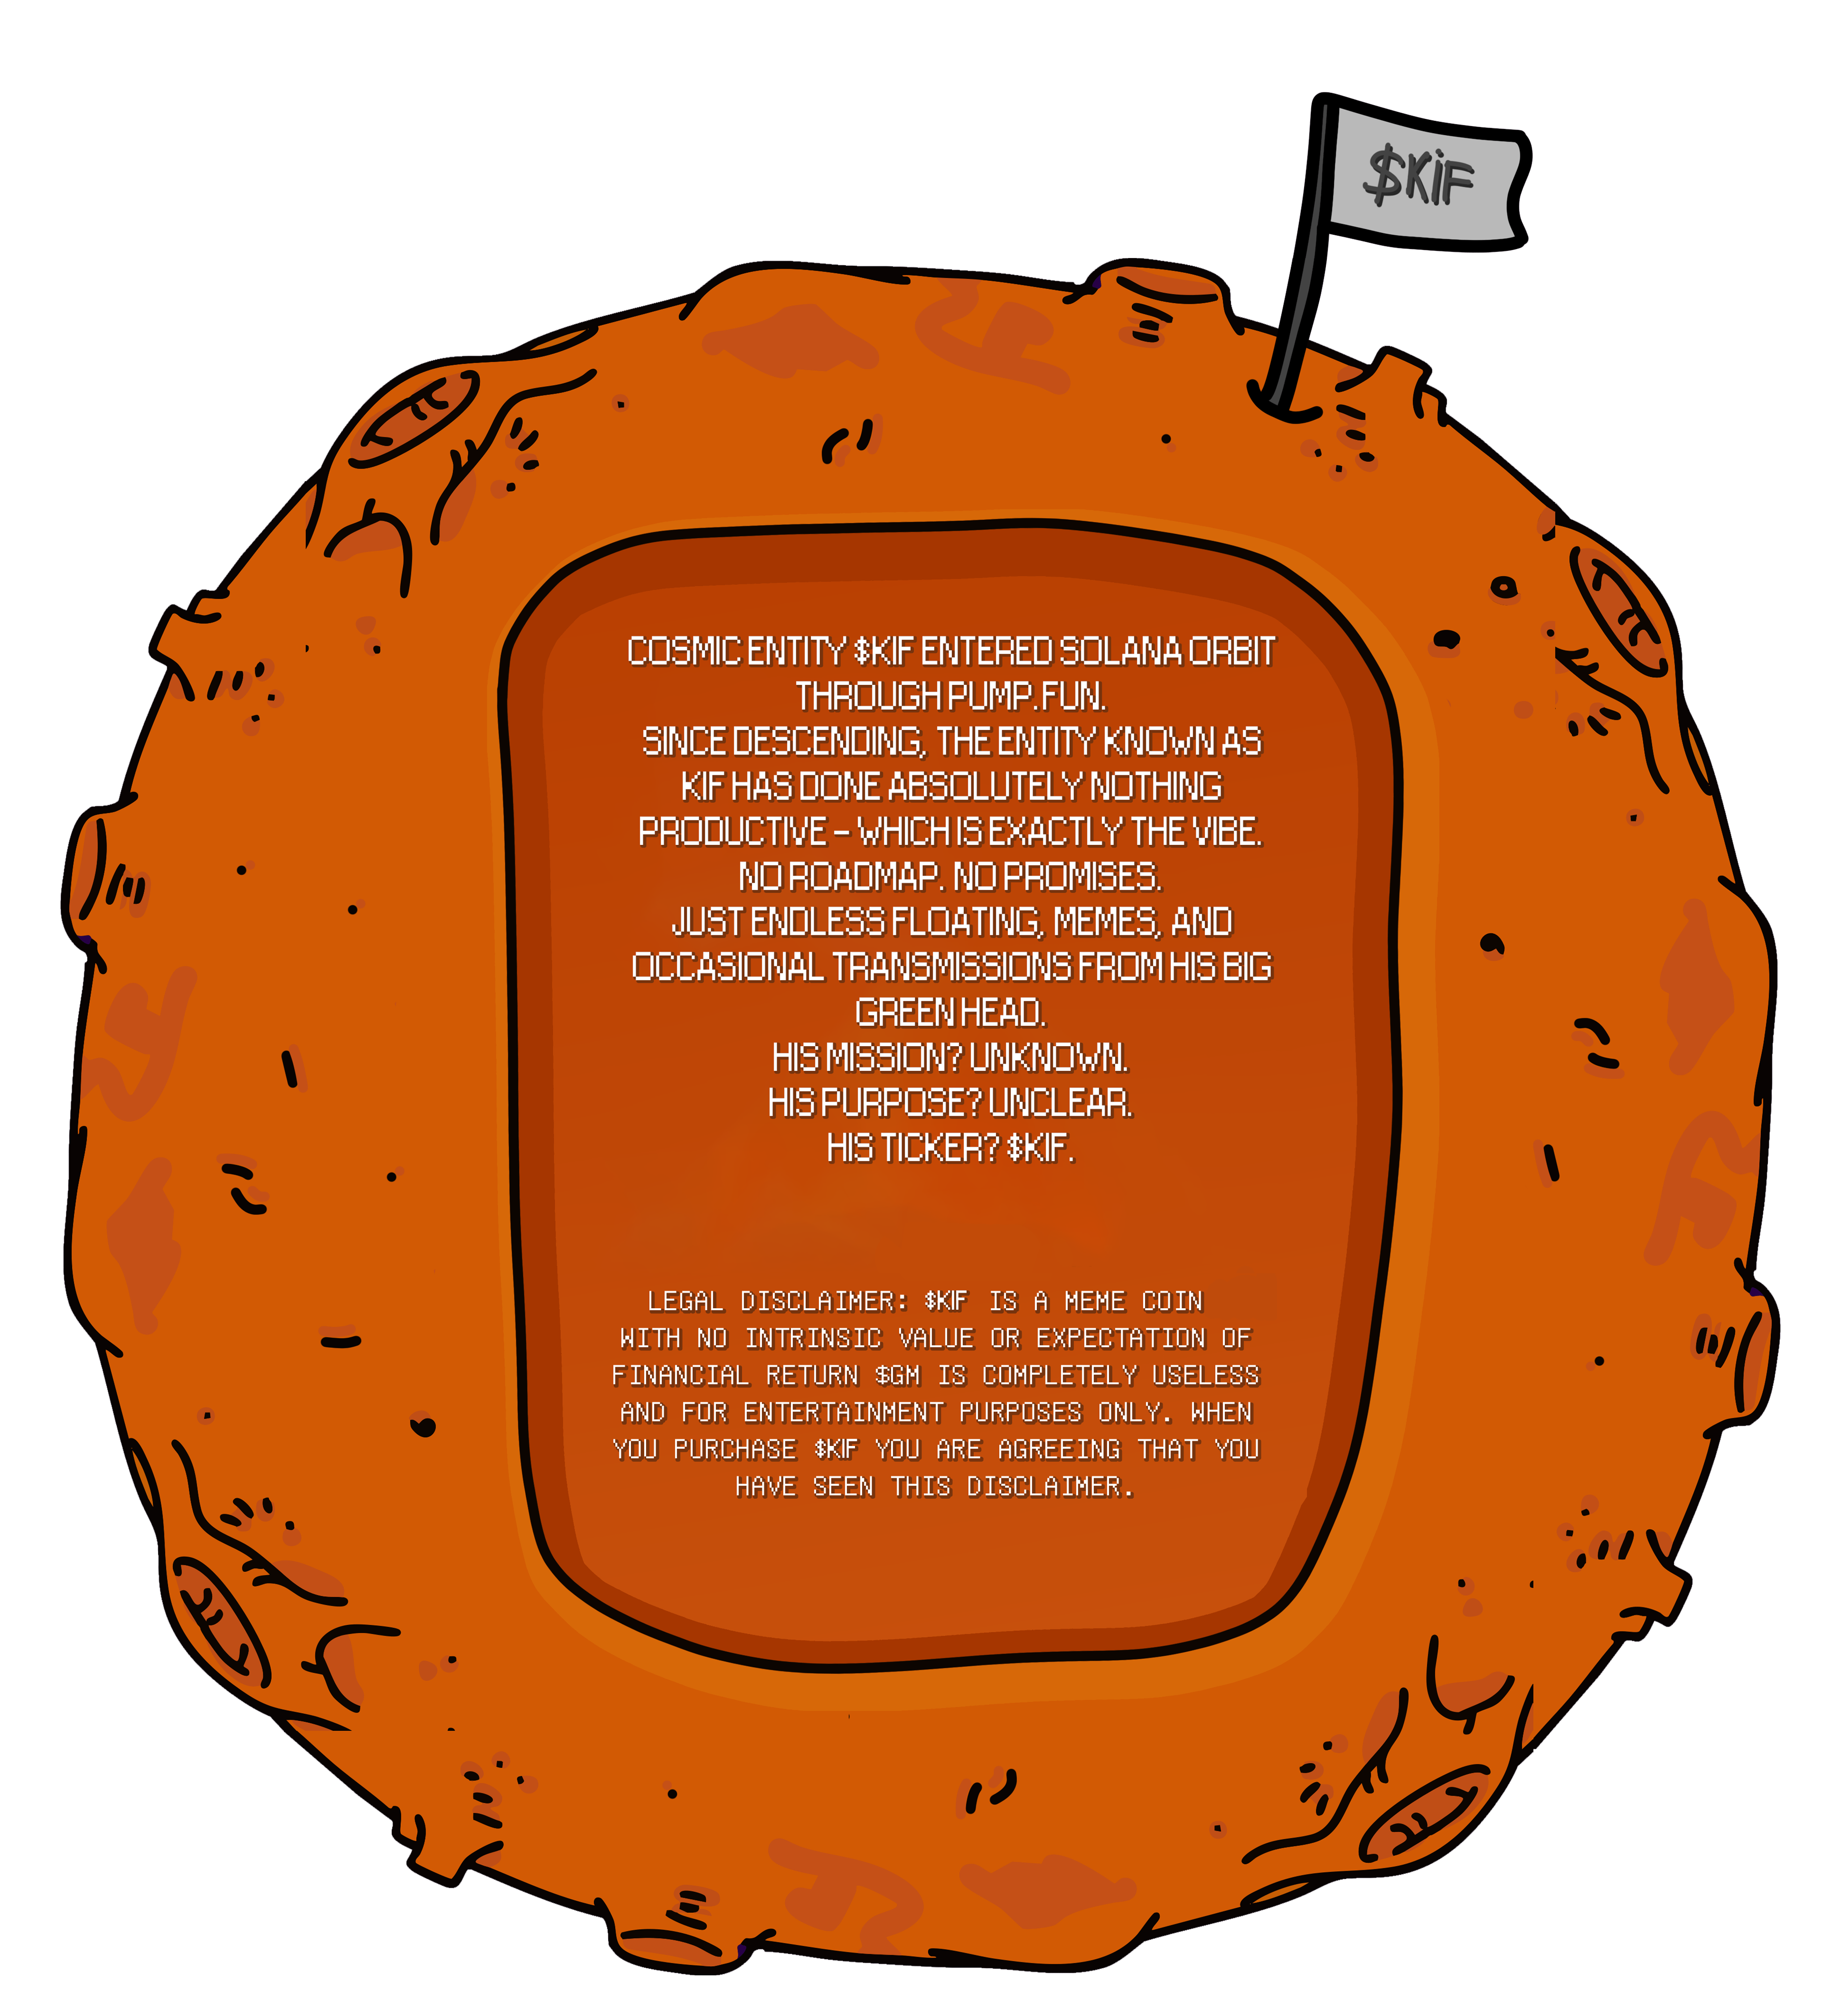 $KiF
COSMIC ENTITY $KIF ENTERED SOLANA ORBIT
THROUGH PUMP.FUN.
SINCE DESCENDING, THE ENTITY KNOWN AS
KIF HAS DONE ABSOLUTELY NOTHING
PRODUCTIVE – WHICH IS EXACTLY THE VIBE.
NO ROADMAP. NO PROMISES.
JUST ENDLESS FLOATING, MEMES, AND
OCCASIONAL TRANSMISSIONS FROM HIS BIG
GREEN HEAD.
HIS MISSION? UNKNOWN.
HIS PURPOSE? UNCLEAR.
HIS TICKER? $KIF.
LEGAL DISCLAIMER: $KIF IS A MEME COIN
WITH NO INTRINSIC VALUE OR EXPECTATION OF
FINANCIAL RETURN $GM IS COMPLETELY USELESS
AND FOR ENTERTAINMENT PURPOSES ONLY. WHEN
YOU PURCHASE $KIF YOU ARE AGREEING THAT YOU
HAVE SEEN THIS DISCLAIMER.